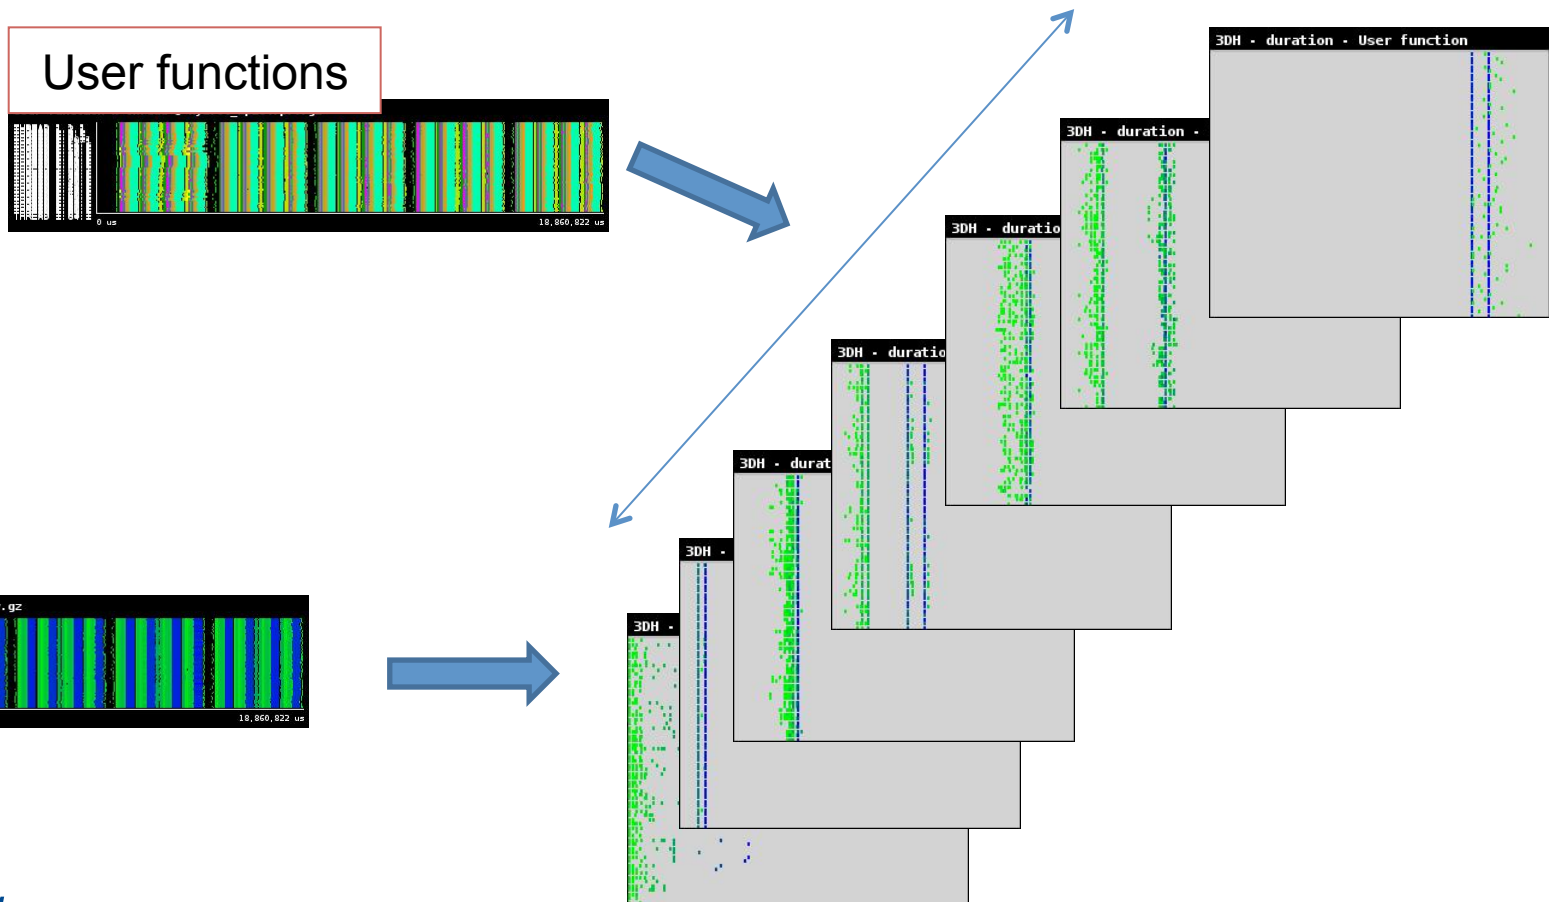 User functions
0 us
18,860,822 us
3DH - duration - User function
3DH - duration -
3DH - duratio
3DH - duratio
3DH - durat
3DH -
3DH -
.gz
18,860,822 us